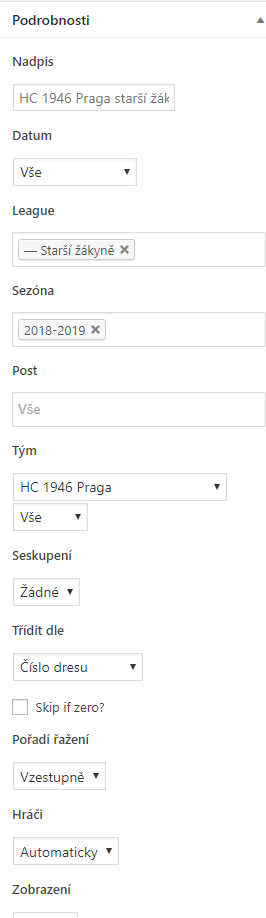 Podrobnosti
Nadpis
HC 1946 Praga starší žák
Datum
Vše
League
— Starší žákyně
Sezóna
2018-2019
Post
Vše
Tým
HC 1946 Praga
Vše
Seskupení
Žádné
Třídit dle
Číslo dresu
Skip if zero?
Pořadí řažení
Vzestupně
Hráči
Automaticky
Zobrazení